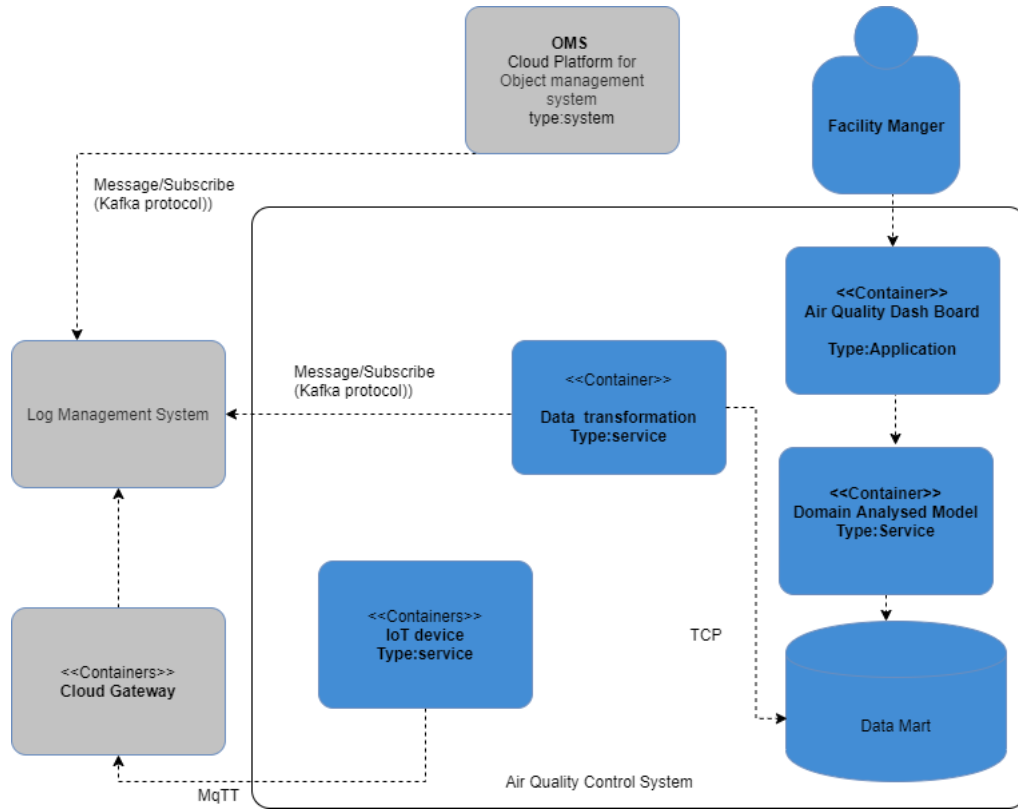 OMS
Cloud Platform for
Object management
system
type:system
Facility Manger
Message/Subscribe
(Kafka protocol))
<<Container>>
Air Quality Dash Board
Type:Application
Message/Subscribe
(Kafka protocol))
<<Container>>
Data transformation
Type:service
Log Management System
<<Container>>
Domain Analysed Model
Type:Service
<<Containers>>
IoT device
Type:service
TCP
<<Containers>>
Cloud Gateway
Data Mart
Air Quality Control System
MqTT